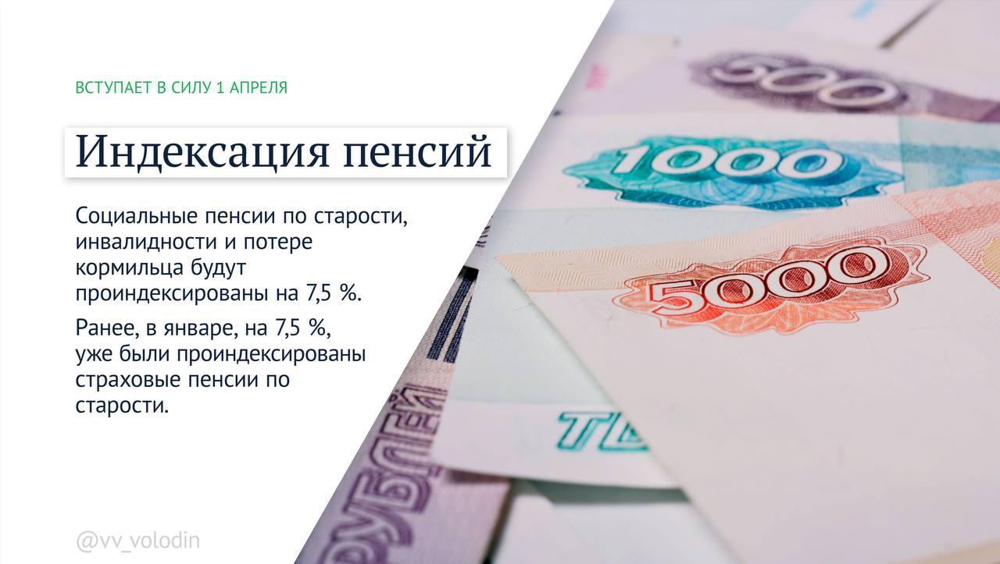 ВСТУПАЕТ В СИЛУ 1 АПРЕЛЯ
Индексация пенсий
Социальные пенсии по старости,
инвалидности и потере
кормильца будут
проиндексированы на 7,5 %.
Ранее, в январе, на 7,5 %,
уже были проиндексированы
страховые пенсии по
старости.
@vv_volodin
500
1000
5000
РУБЛЕЙ